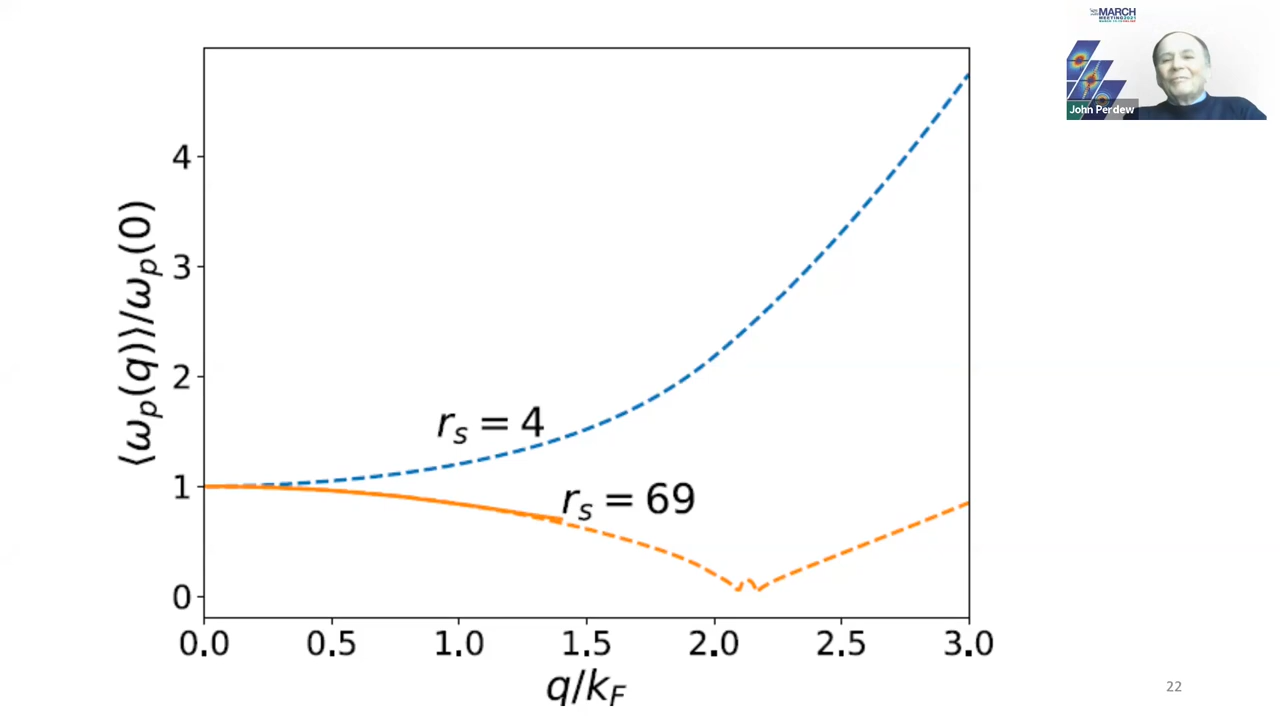 MARCH
MEETING2021
John Perdew
4
3
2
1
0
⟨ω_p(q)⟩/ω_p(0)
r_s = 4
r_s = 69
0.0 0.5 1.0 1.5 2.0 2.5 3.0
q/k_F
22